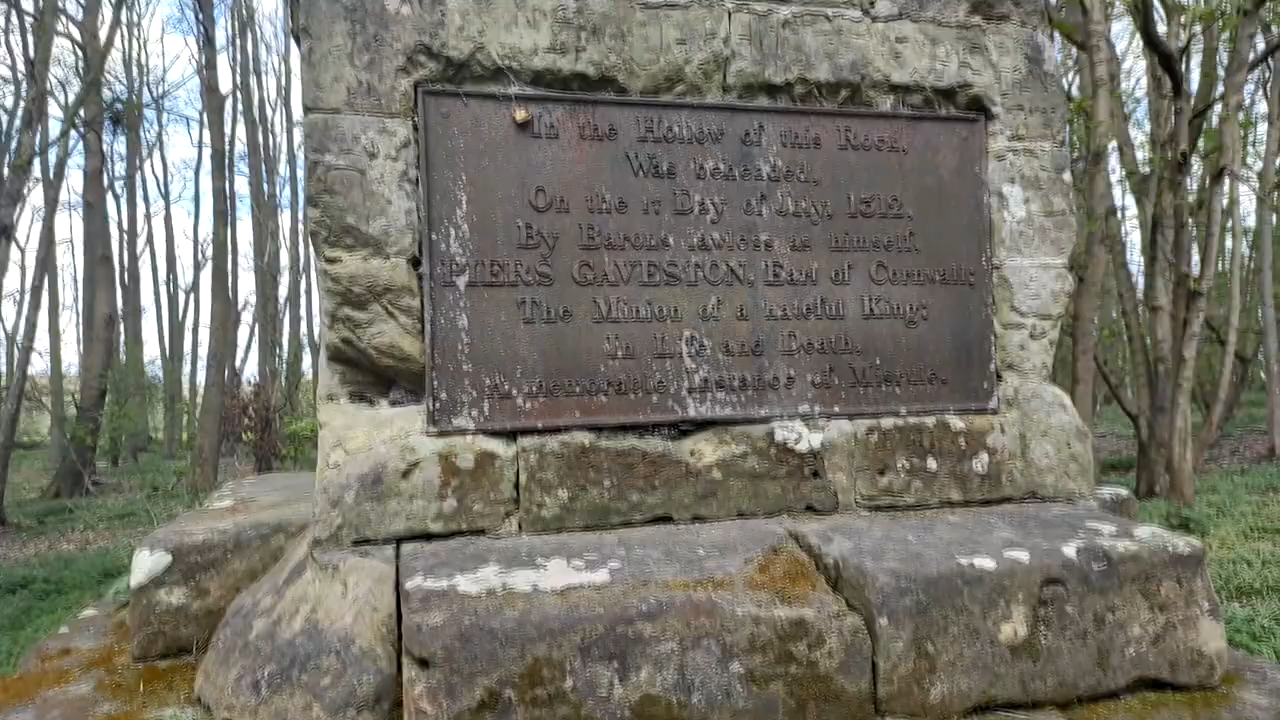 In the Hollow of this Rock,
Was beheaded,
On the 17 Day of July, 1312,
By Barons lawless as himself,
PIERS GAVESTON, Earl of Cornwall;
The Minion of a hateful King:
In Life and Death,
A memorable Instance of Misrule.